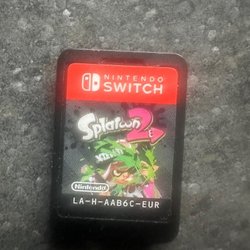 NINTENDO
SWITCH
Splatoon 2
Nintendo
LA-H-AAB6C-EUR